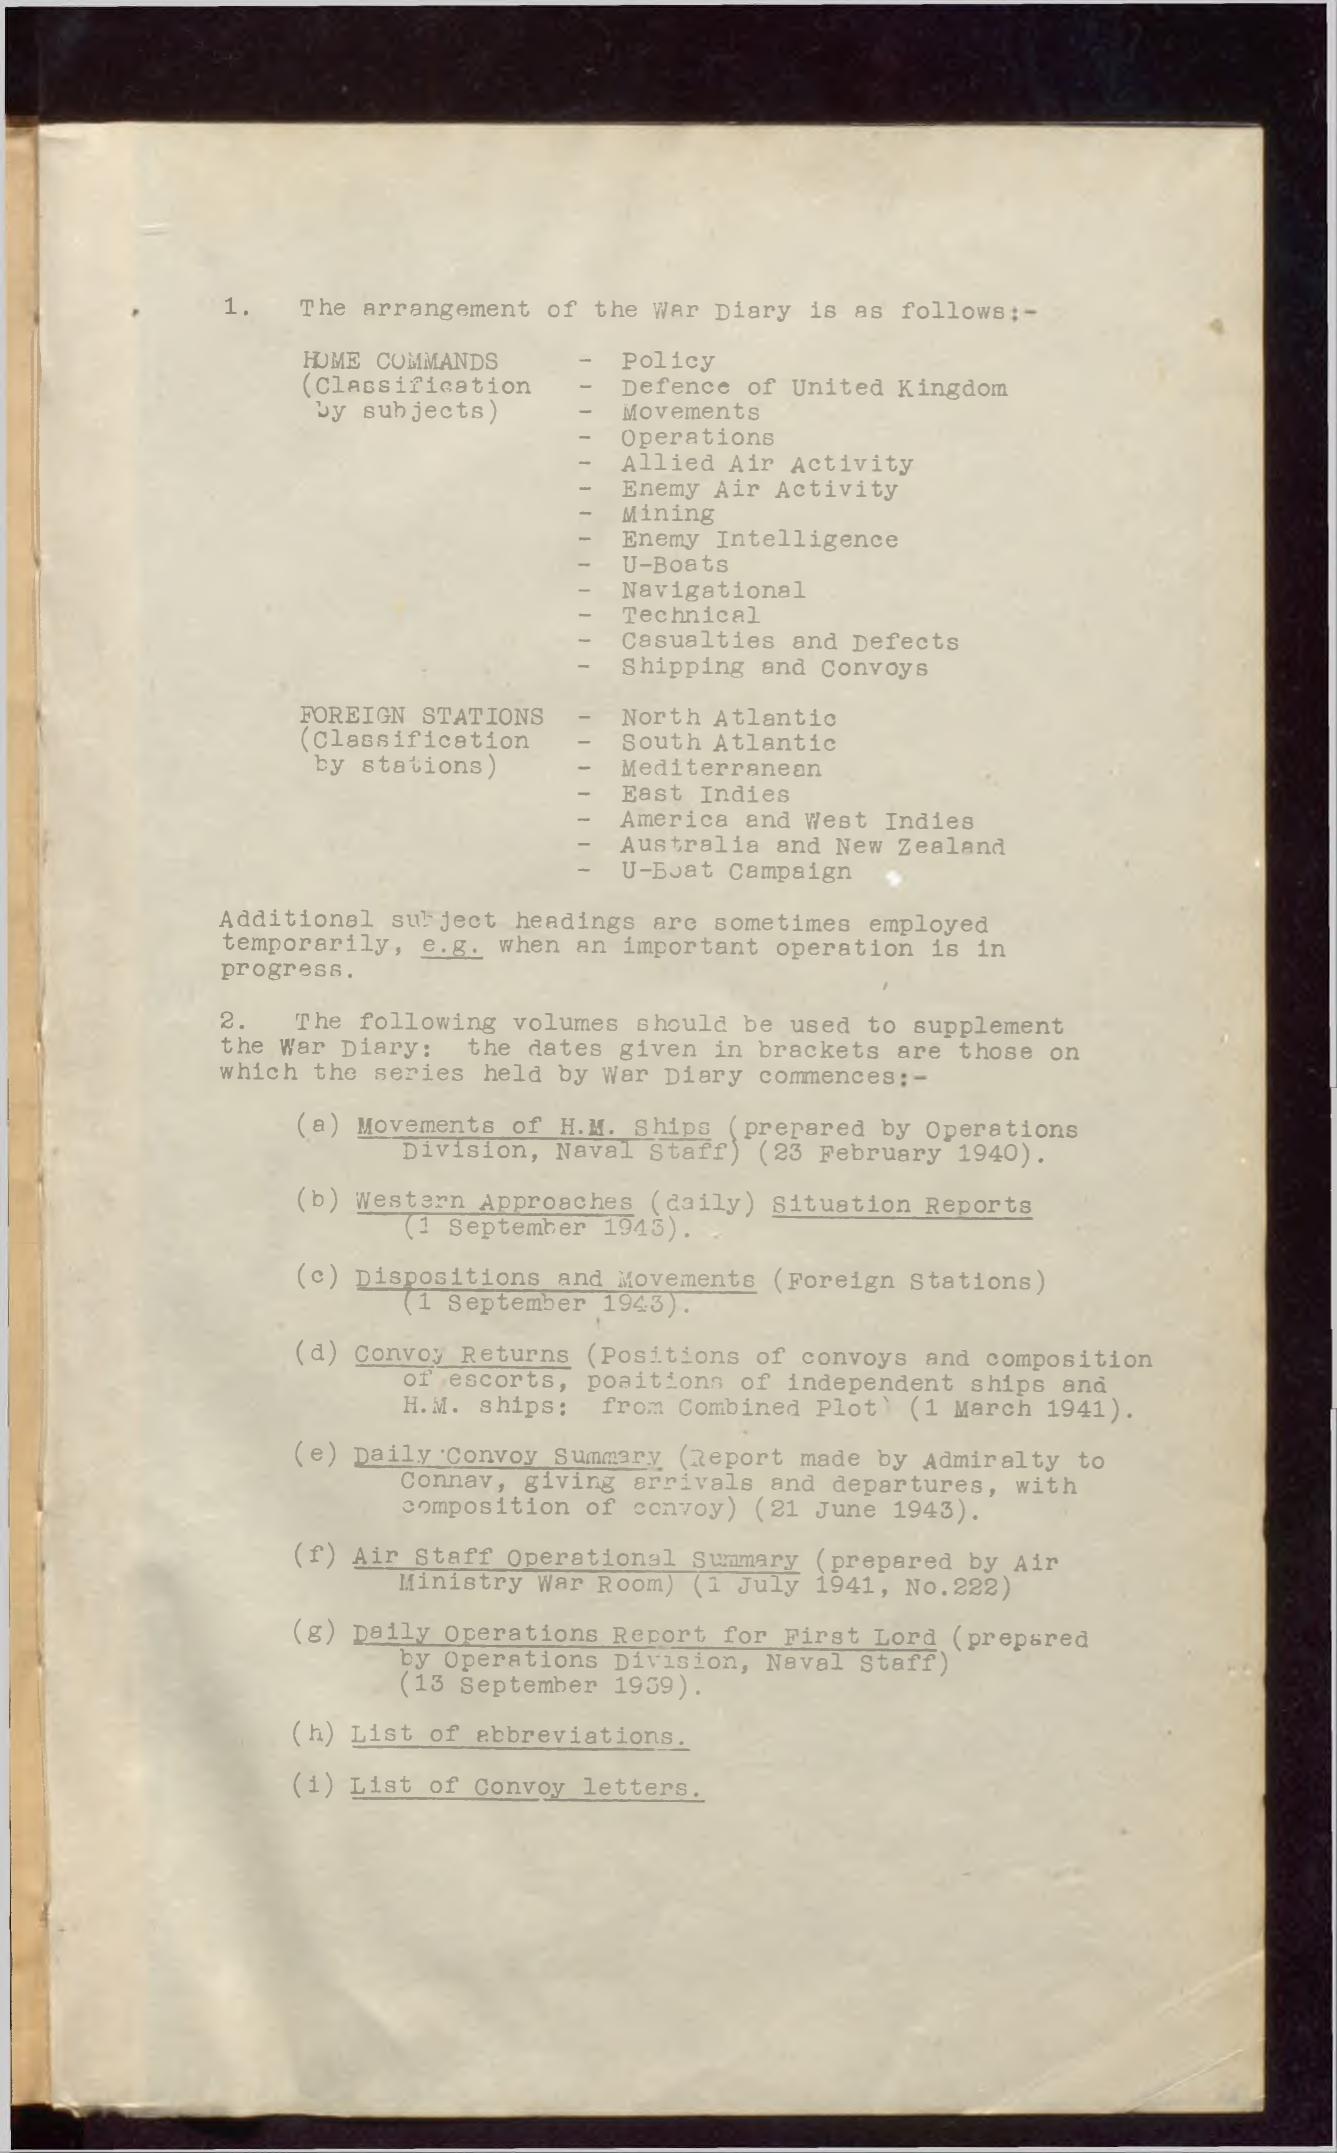 1. The arrangement of the War Diary is as follows:-
HOME COMMANDS - Policy
(Classification - Defence of United Kingdom
by subjects) - Movements
- Operations
- Allied Air Activity
- Enemy Air Activity
- Mining
- Enemy Intelligence
- U-Boats
- Navigational
- Technical
- Casualties and Defects
- Shipping and Convoys
FOREIGN STATIONS - North Atlantic
(Classification - South Atlantic
by stations) - Mediterranean
- East Indies
- America and West Indies
- Australia and New Zealand
- U-Boat Campaign
Additional subject headings are sometimes employed
temporarily, e.g. when an important operation is in
progress.
2. The following volumes should be used to supplement
the War Diary: the dates given in brackets are those on
which the series held by War Diary commences:-
(a) Movements of H.M. Ships (prepared by Operations
Division, Naval Staff) (23 February 1940).
(b) Western Approaches (daily) Situation Reports
(1 September 1943).
(c) Dispositions and Movements (Foreign Stations)
(1 September 1943).
(d) Convoy Returns (Positions of convoys and composition
of escorts, positions of independent ships and
H.M. ships: from Combined Plot) (1 March 1941).
(e) Daily Convoy Summary (Report made by Admiralty to
Connav, giving arrivals and departures, with
composition of convoy) (21 June 1943).
(f) Air Staff Operational Summary (prepared by Air
Ministry War Room) (1 July 1941, No.222)
(g) Daily Operations Report for First Lord (prepared
by Operations Division, Naval Staff)
(13 September 1939).
(h) List of abbreviations.
(i) List of Convoy letters.